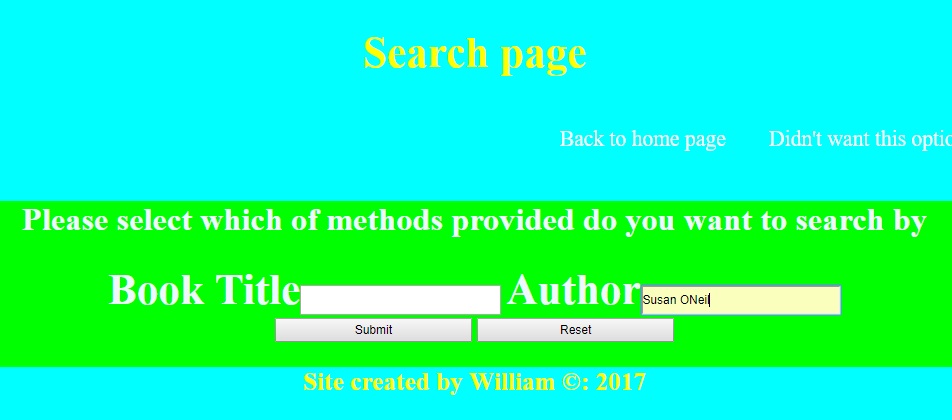 Search page
Back to home page Didn't want this optio
Please select which of methods provided do you want to search by
Book Title Author Susan ONeil
Submit Reset
Site created by William ©: 2017